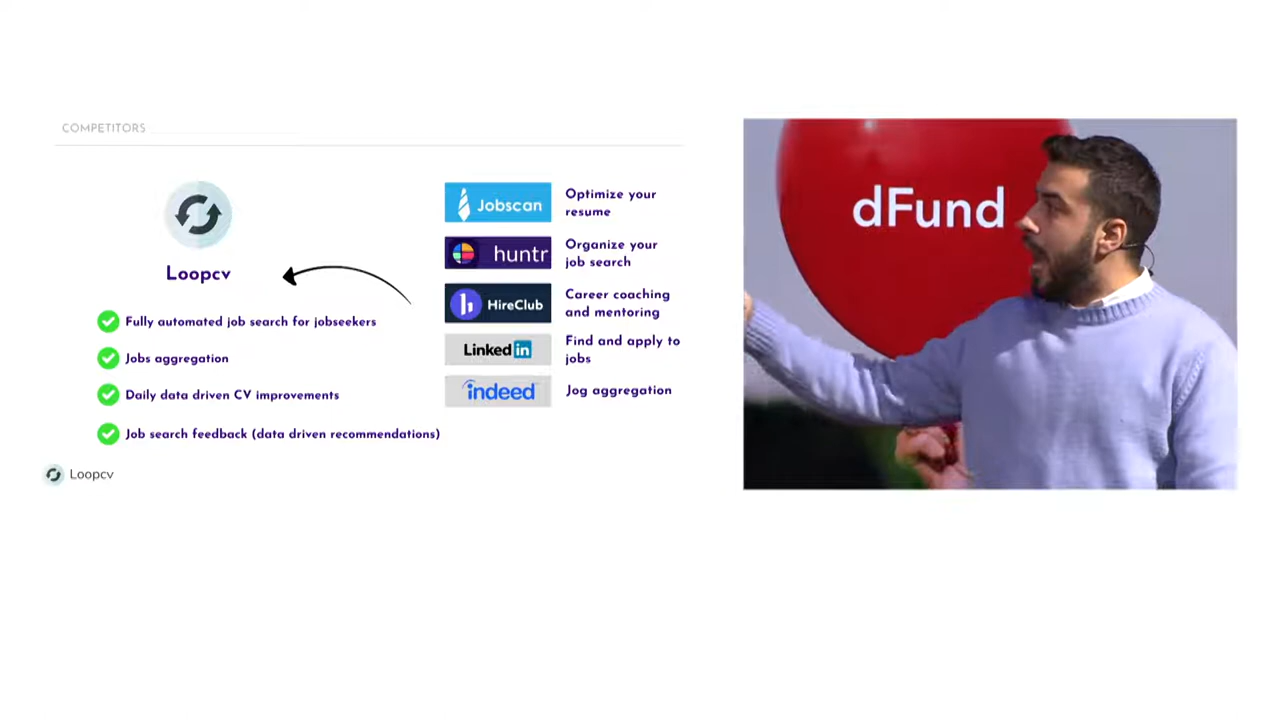 COMPETITORS
Loopcv
Fully automated job search for jobseekers
Jobs aggregation
Daily data driven CV improvements
Job search feedback (data driven recommendations)
Loopcv
Jobscan
Optimize your
resume
huntr
Organize your
job search
HireClub
Career coaching
and mentoring
Linked in
Find and apply to
jobs
indeed
Jog aggregation
dFund